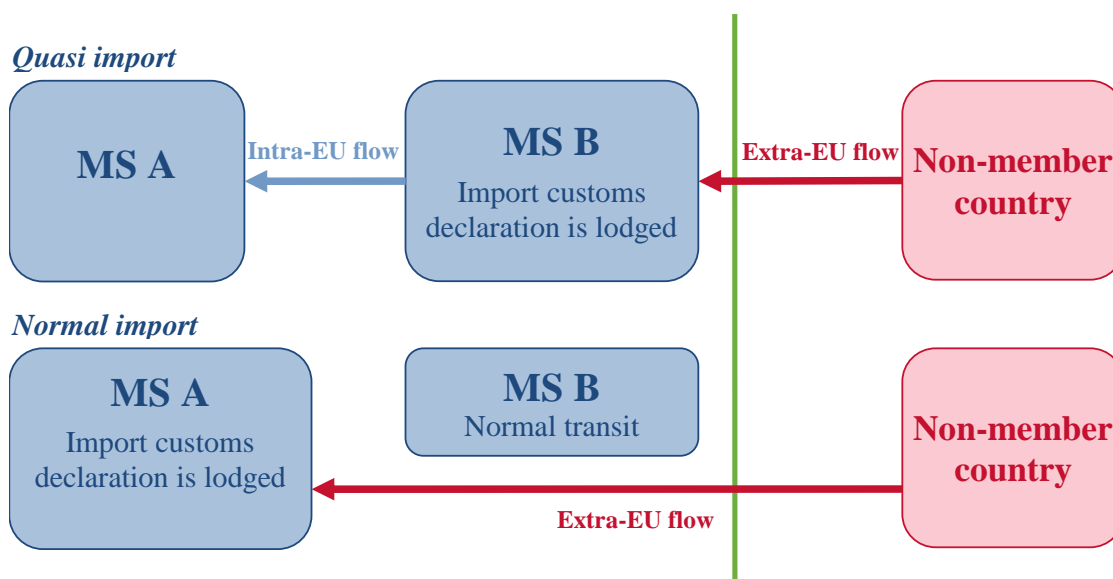 Quasi import
MS A
Intra-EU flow
MS B
Import customs
declaration is lodged
Extra-EU flow
Non-member
country
Normal import
MS A
Import customs
declaration is lodged
MS B
Normal transit
Extra-EU flow
Non-member
country